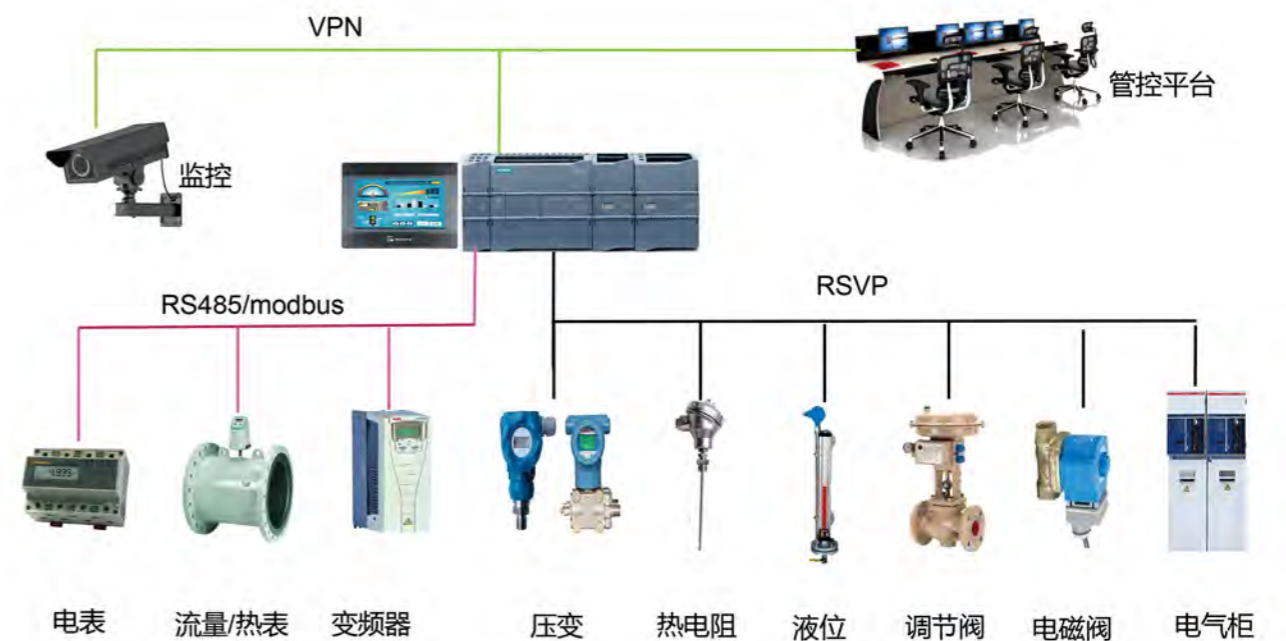 VPN
管控平台
监控
RS485/modbus
RSVP
电表
流量/热表
变频器
压变
热电阻
液位
调节阀
电磁阀
电气柜